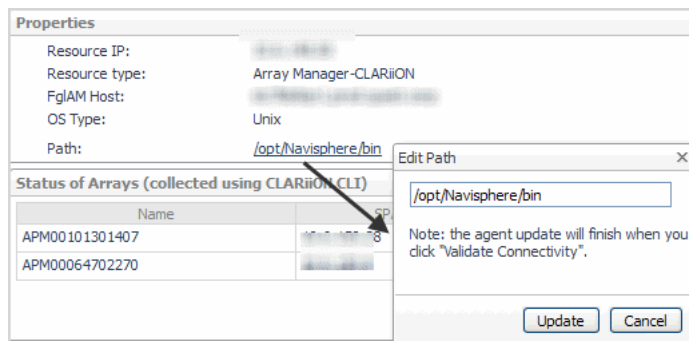 Properties
Resource IP:
Resource type: Array Manager-CLARiiON
FglAM Host:
OS Type: Unix
Path: /opt/Navisphere/bin
Status of Arrays (collected using CLARiiON CLI)
Name
APM00101301407
APM00064702270
Edit Path
/opt/Navisphere/bin
Note: the agent update will finish when you
click "Validate Connectivity".
Update Cancel